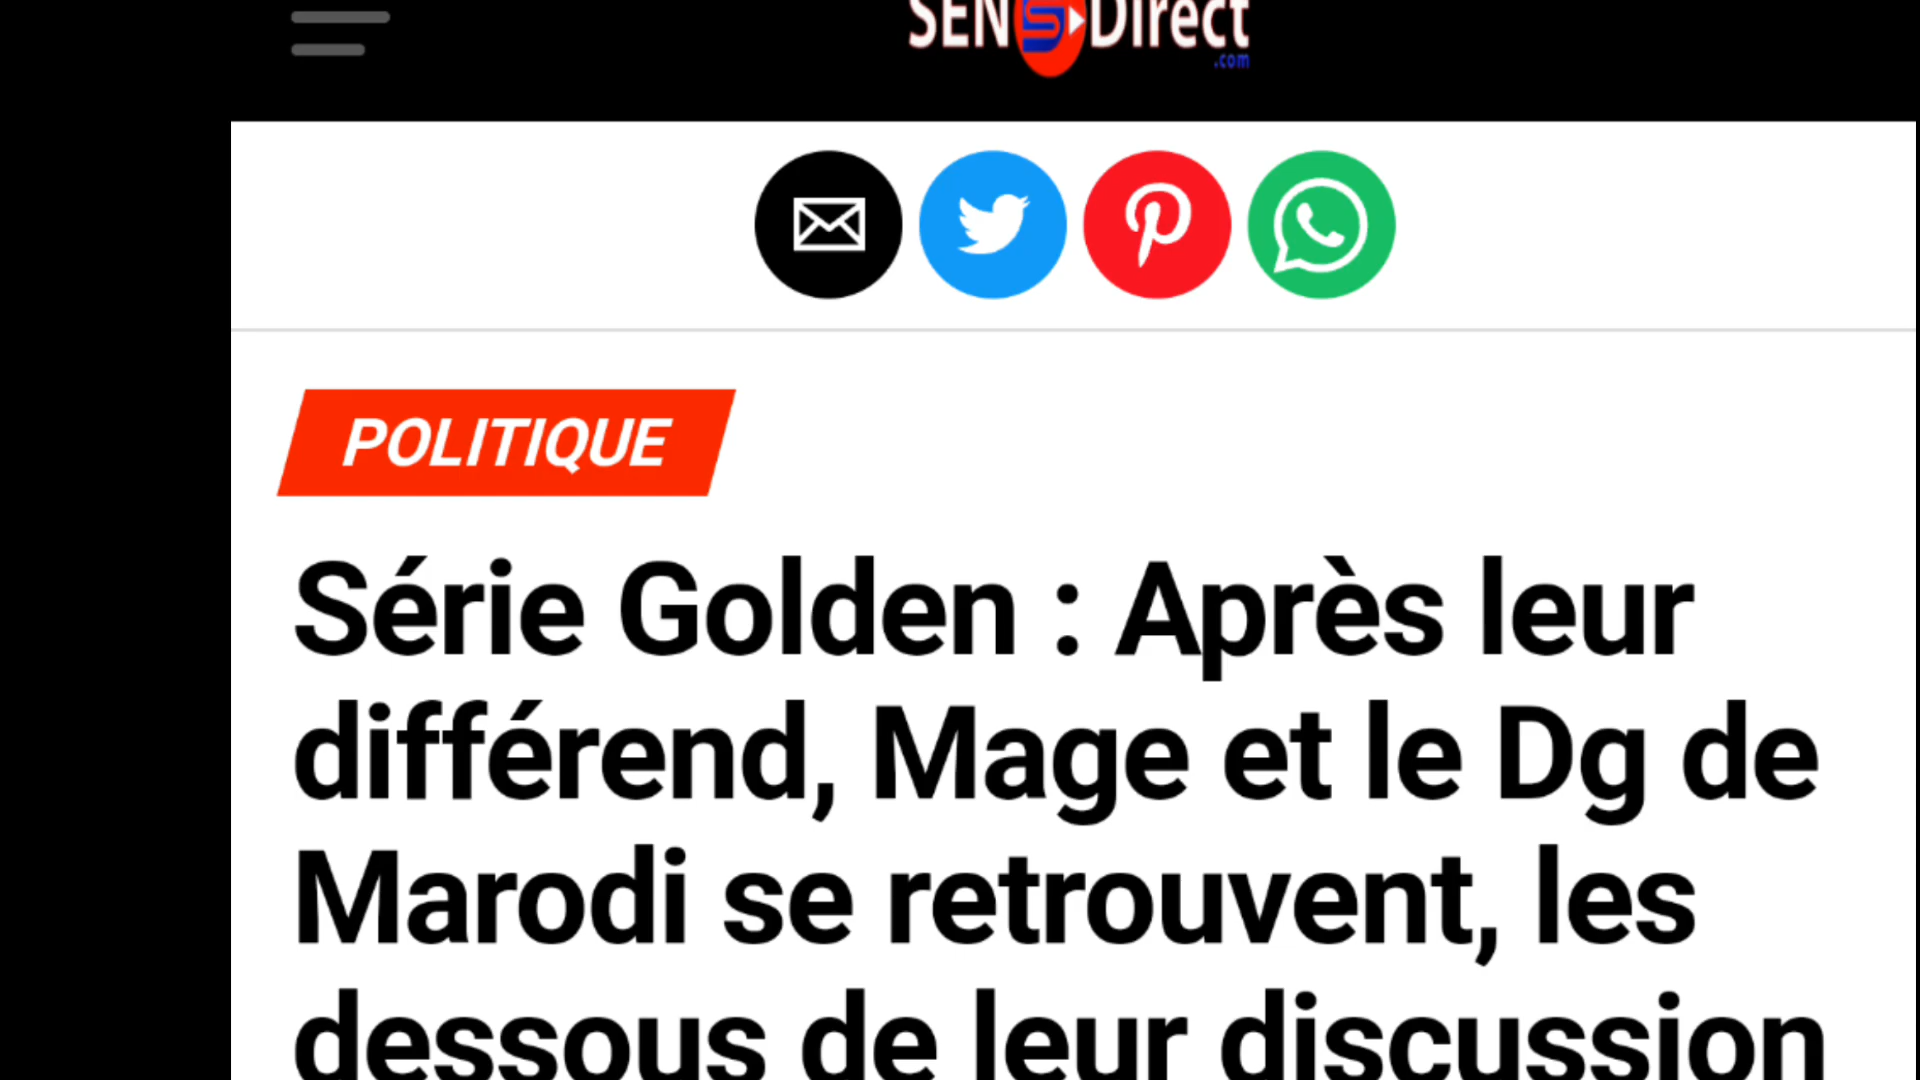 SEN S Direct
.com
POLITIQUE
Série Golden : Après leur
différend, Mage et le Dg de
Marodi se retrouvent, les
dessous de leur discussion